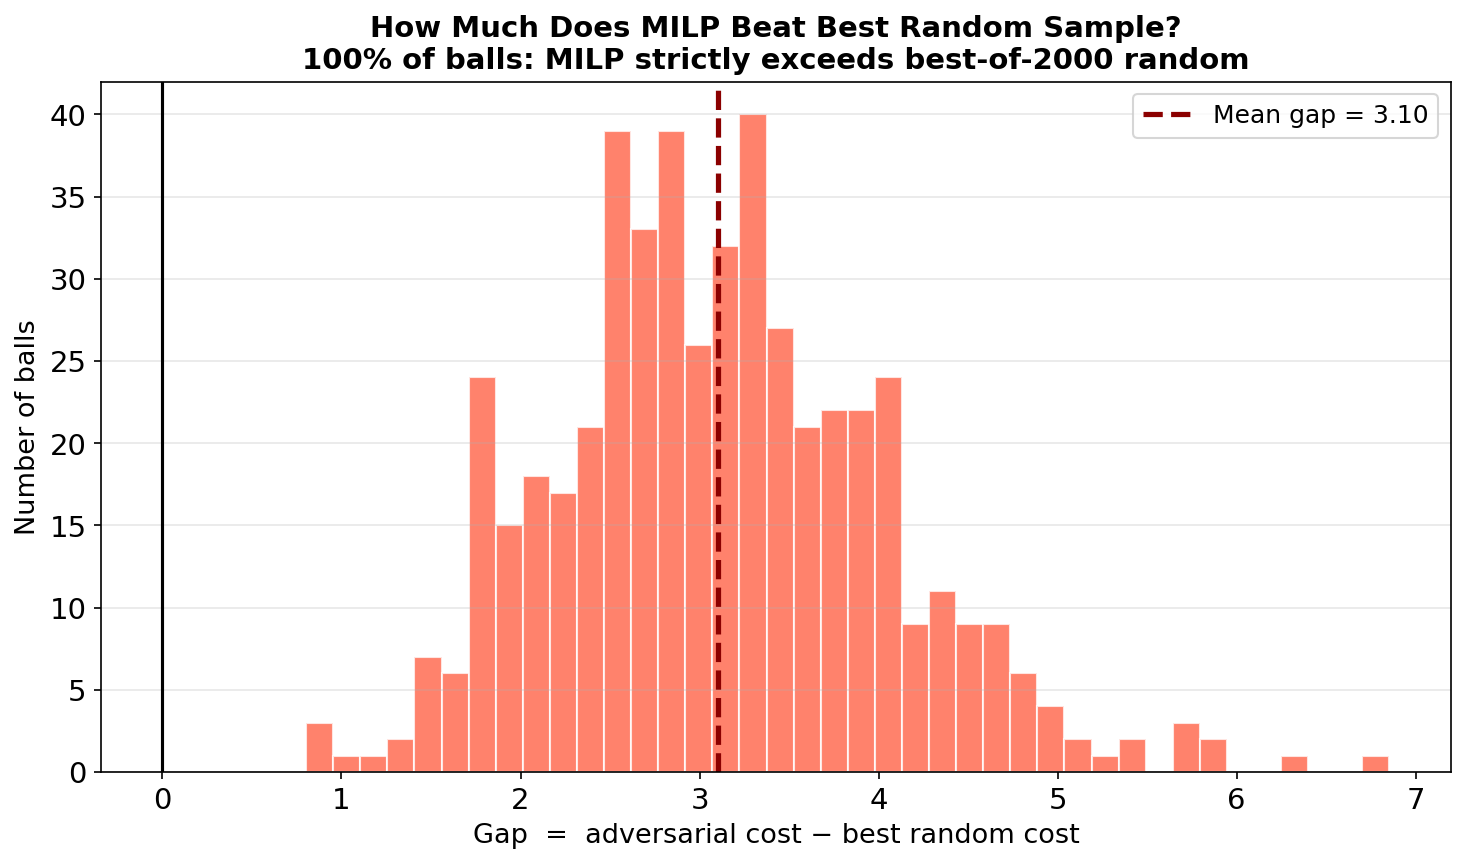 How Much Does MILP Beat Best Random Sample?
100% of balls: MILP strictly exceeds best-of-2000 random
Mean gap = 3.10
Number of balls
40
35
30
25
20
15
10
5
0
0 1 2 3 4 5 6 7
Gap = adversarial cost − best random cost